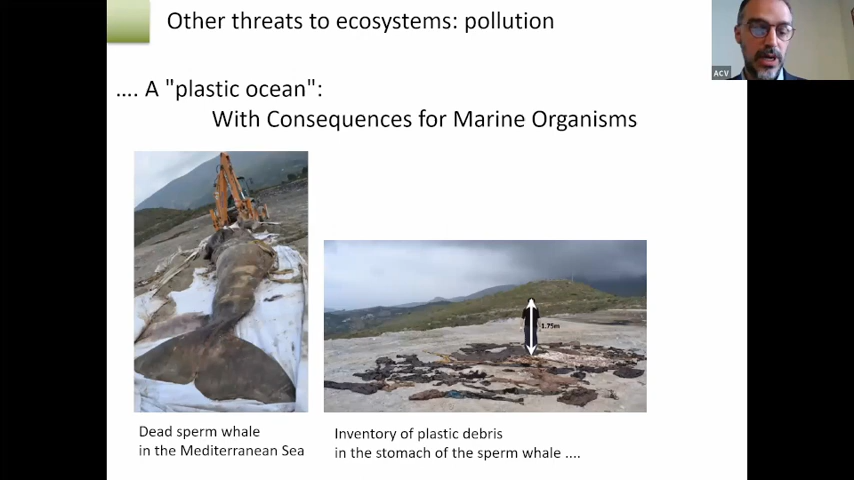 Other threats to ecosystems: pollution
ACV
.... A "plastic ocean":
With Consequences for Marine Organisms
1.75m
Dead sperm whale
in the Mediterranean Sea
Inventory of plastic debris
in the stomach of the sperm whale ....